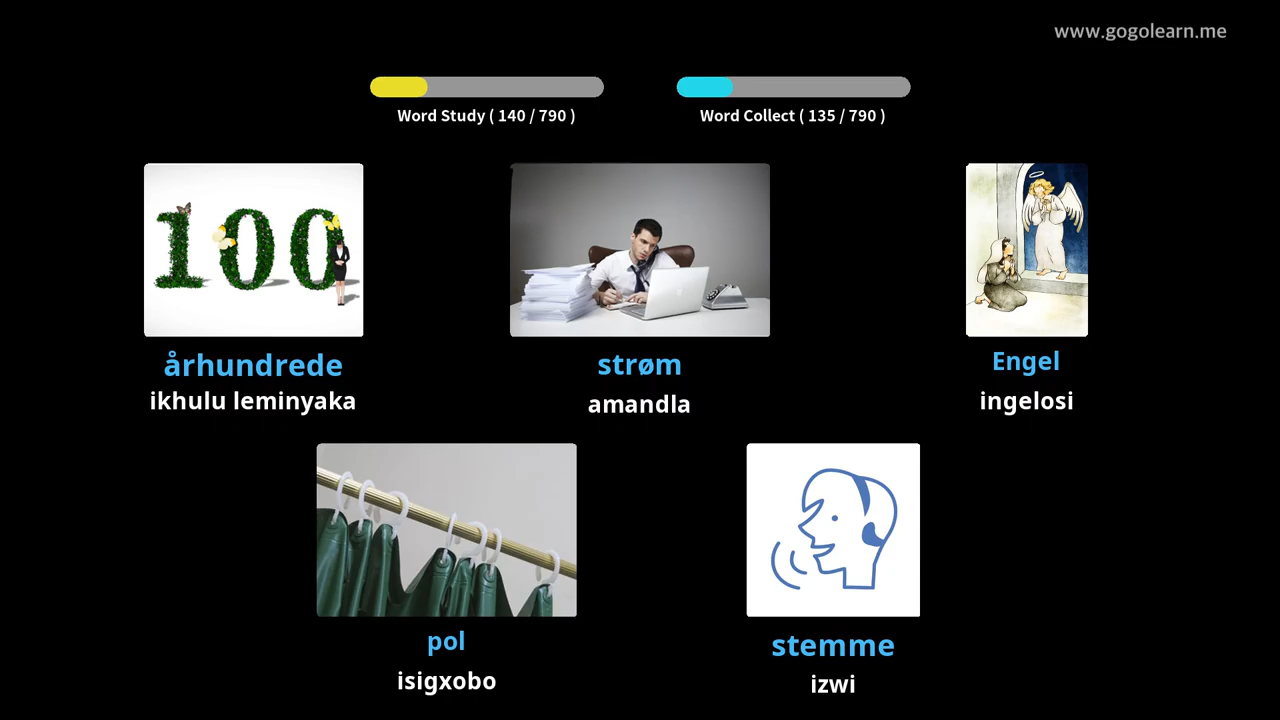 www.gogolearn.me
Word Study ( 140 / 790 )
Word Collect ( 135 / 790 )
100
århundrede
ikhulu leminyaka
strøm
amandla
Engel
ingelosi
pol
isigxobo
stemme
izwi